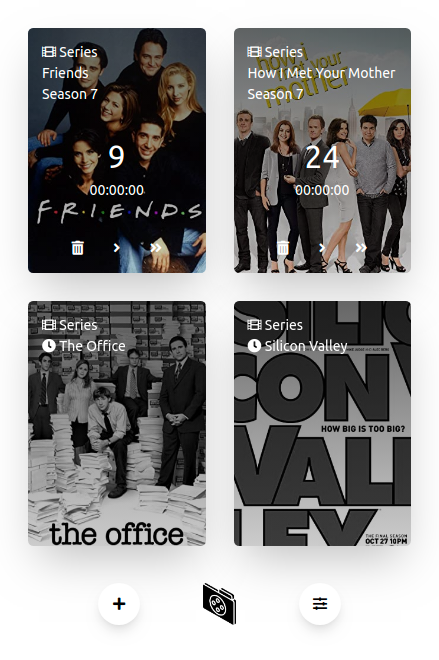 Series
Friends
Season 7
9
00:00:00
F·R·I·E·N·D·S
Series
How I Met Your Mother
Season 7
how i
met your
mother
24
00:00:00
Series
The Office
the office
Series
Silicon Valley
SILICON
HOW BIG IS TOO BIG?
VALLEY
THE FINAL SEASON
OCT 27 10PM